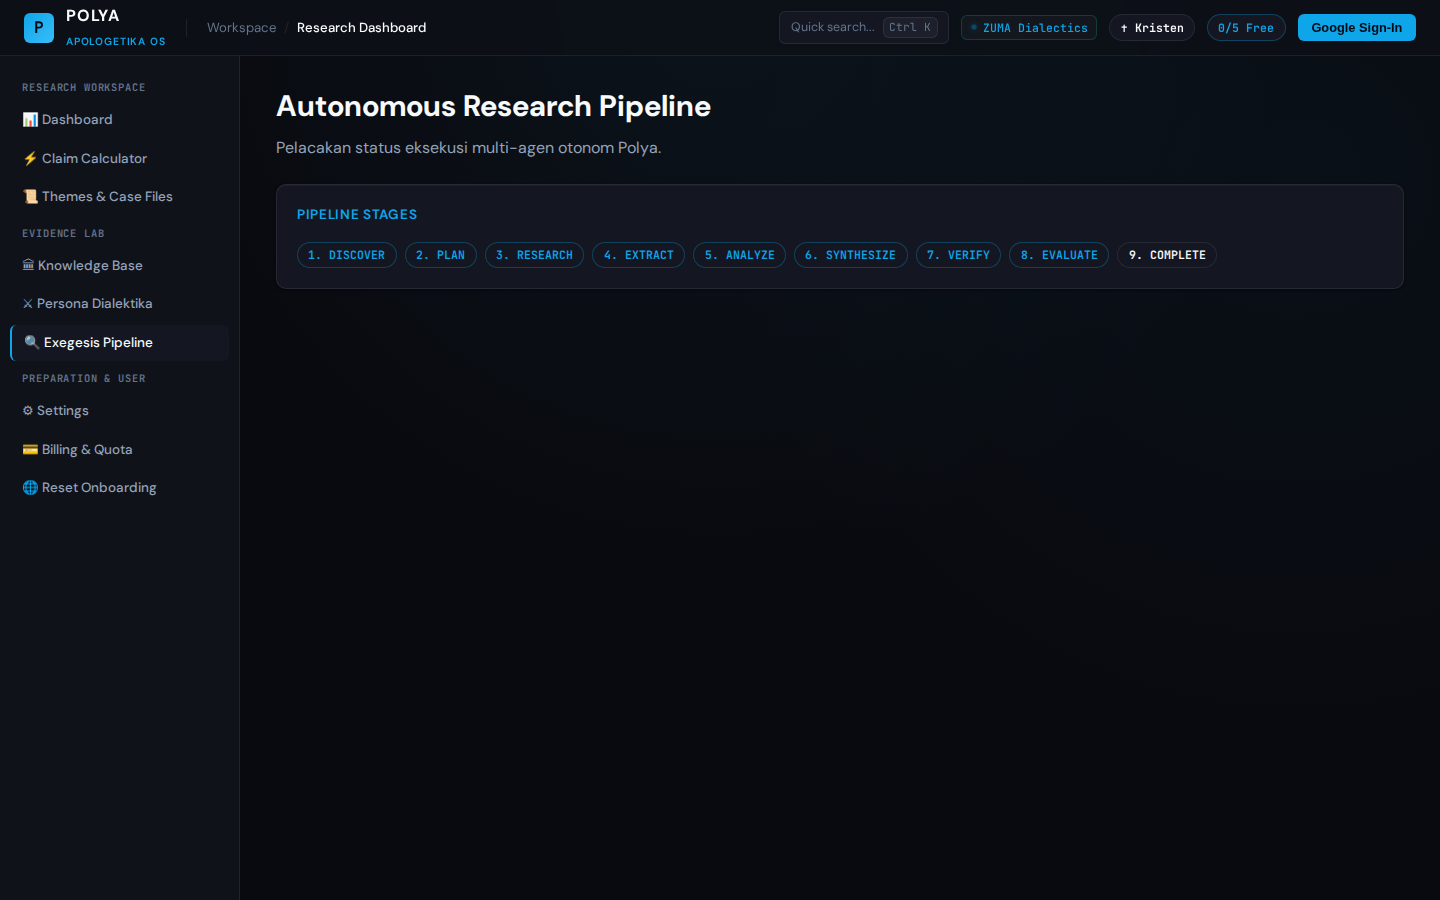 P
POLYA
APOLOGETIKA OS
Workspace / Research Dashboard
Quick search... Ctrl K
ZUMA Dialectics
✝ Kristen
0/5 Free
Google Sign-In
RESEARCH WORKSPACE
📊 Dashboard
⚡ Claim Calculator
📜 Themes & Case Files
EVIDENCE LAB
🏛 Knowledge Base
⚔ Persona Dialektika
🔍 Exegesis Pipeline
PREPARATION & USER
⚙ Settings
💳 Billing & Quota
🌐 Reset Onboarding
Autonomous Research Pipeline
Pelacakan status eksekusi multi-agen otonom Polya.
PIPELINE STAGES
1. DISCOVER 2. PLAN 3. RESEARCH 4. EXTRACT 5. ANALYZE 6. SYNTHESIZE 7. VERIFY 8. EVALUATE 9. COMPLETE